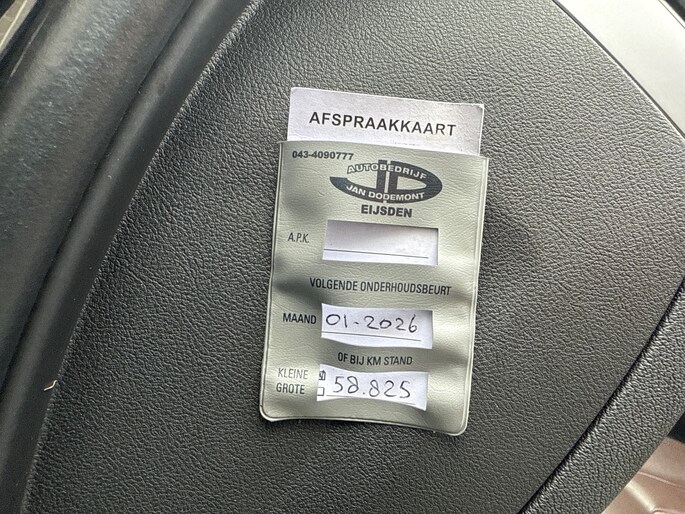 AFSPRAAKKAART
043-4090777
AUTOBEDRIJF
JD
JAN DODEMONT
EIJSDEN
A.P.K.
VOLGENDE ONDERHOUDSBEURT
MAAND 01-2026
OF BIJ KM STAND
KLEINE
GROTE 58.825